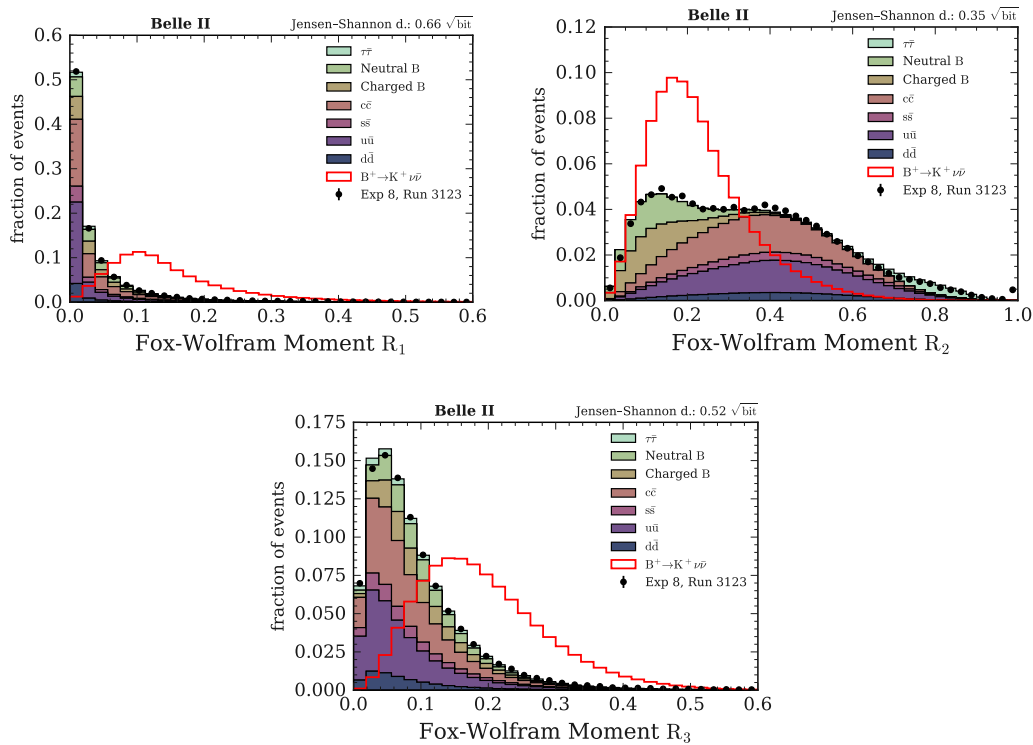 Belle II Jensen–Shannon d.: 0.66 √bit
fraction of events
0.6
0.5
0.4
0.3
0.2
0.1
0.0
ττ̄
Neutral B
Charged B
cc̄
ss̄
uū
dd̄
B⁺→K⁺νν̄
Exp 8, Run 3123
0.0 0.1 0.2 0.3 0.4 0.5 0.6
Fox-Wolfram Moment R₁
Belle II Jensen–Shannon d.: 0.35 √bit
fraction of events
0.12
0.10
0.08
0.06
0.04
0.02
0.00
ττ̄
Neutral B
Charged B
cc̄
ss̄
uū
dd̄
B⁺→K⁺νν̄
Exp 8, Run 3123
0.0 0.2 0.4 0.6 0.8 1.0
Fox-Wolfram Moment R₂
Belle II Jensen–Shannon d.: 0.52 √bit
fraction of events
0.175
0.150
0.125
0.100
0.075
0.050
0.025
0.000
ττ̄
Neutral B
Charged B
cc̄
ss̄
uū
dd̄
B⁺→K⁺νν̄
Exp 8, Run 3123
0.0 0.1 0.2 0.3 0.4 0.5 0.6
Fox-Wolfram Moment R₃